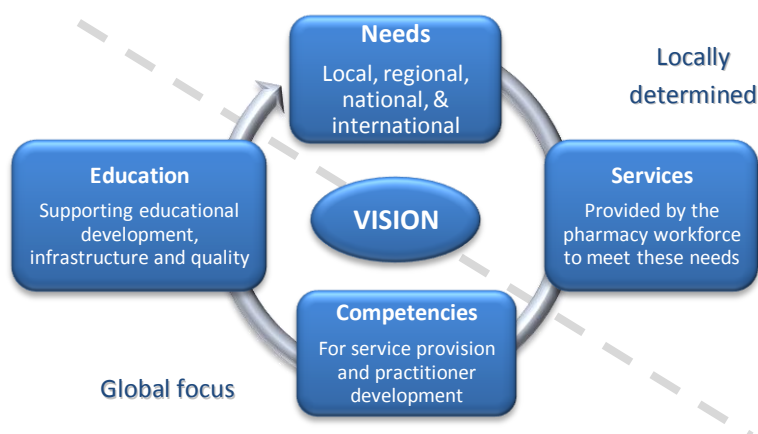 Needs
Local, regional,
national, &
international
Locally
determined
Education
Supporting educational
development,
infrastructure and quality
VISION
Services
Provided by the
pharmacy workforce
to meet these needs
Competencies
For service provision
and practitioner
development
Global focus